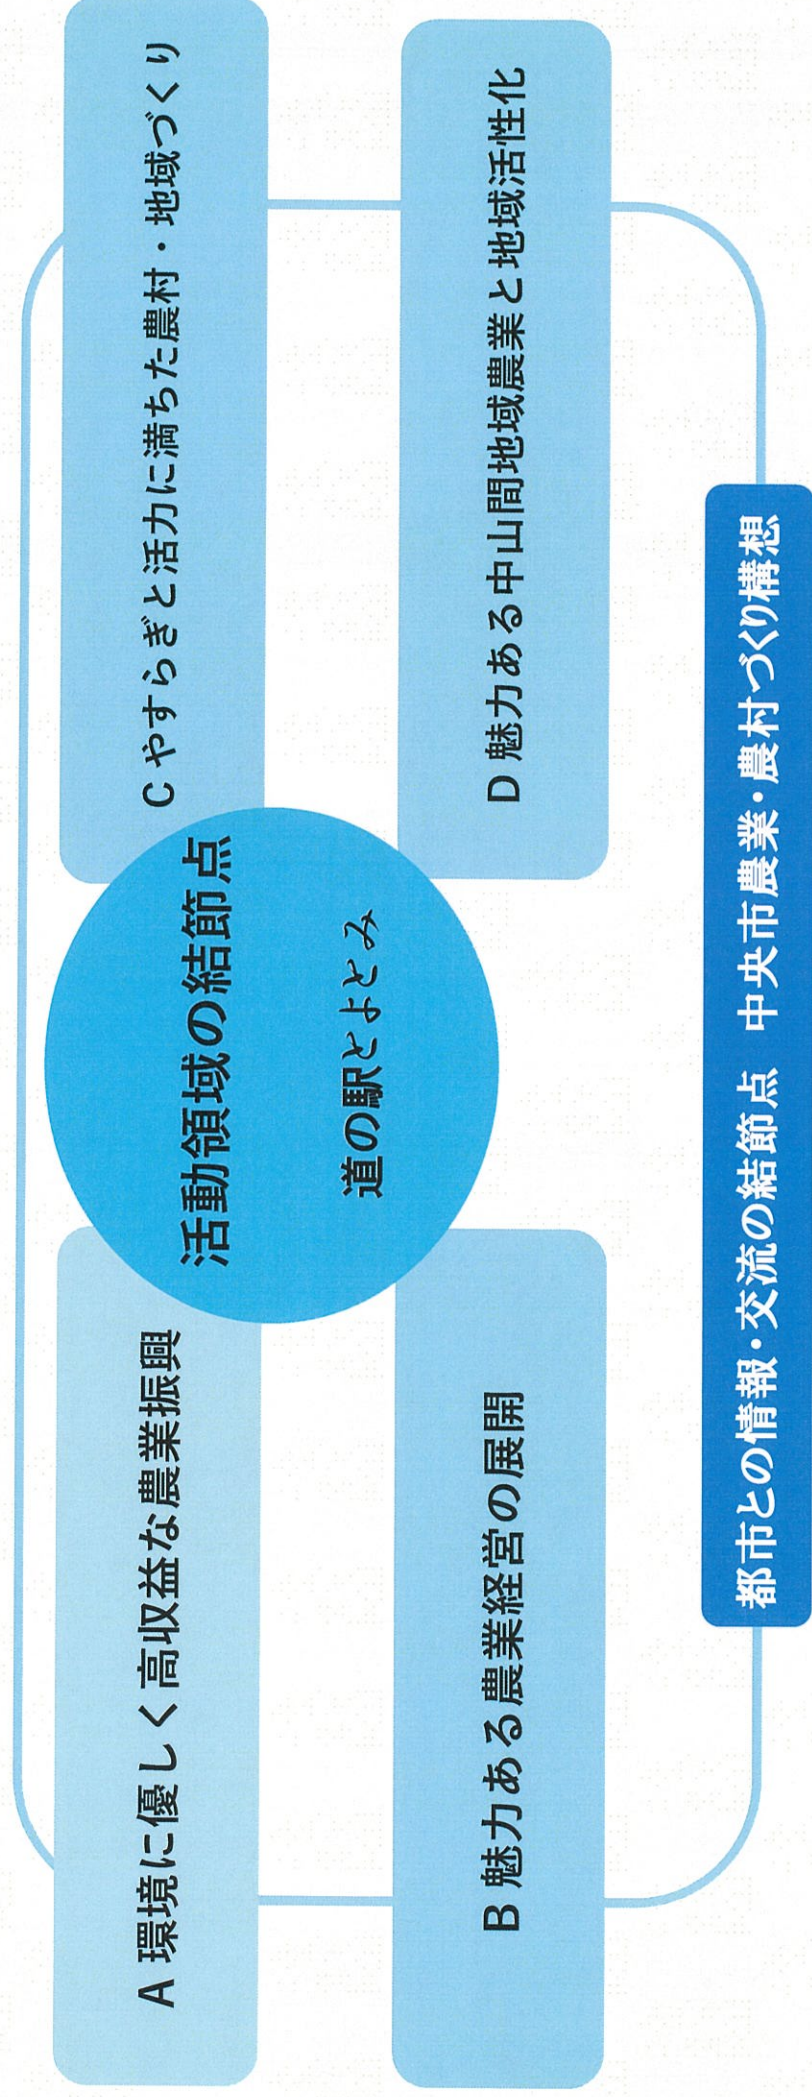 A 環境に優しく高収益な農業振興
C やすらぎと活力に満ちた農村・地域づくり
活動領域の結節点
道の駅とよとみ
B 魅力ある農業経営の展開
D 魅力ある中山間地域農業と地域活性化
都市との情報・交流の結節点　中央市農業・農村づくり構想